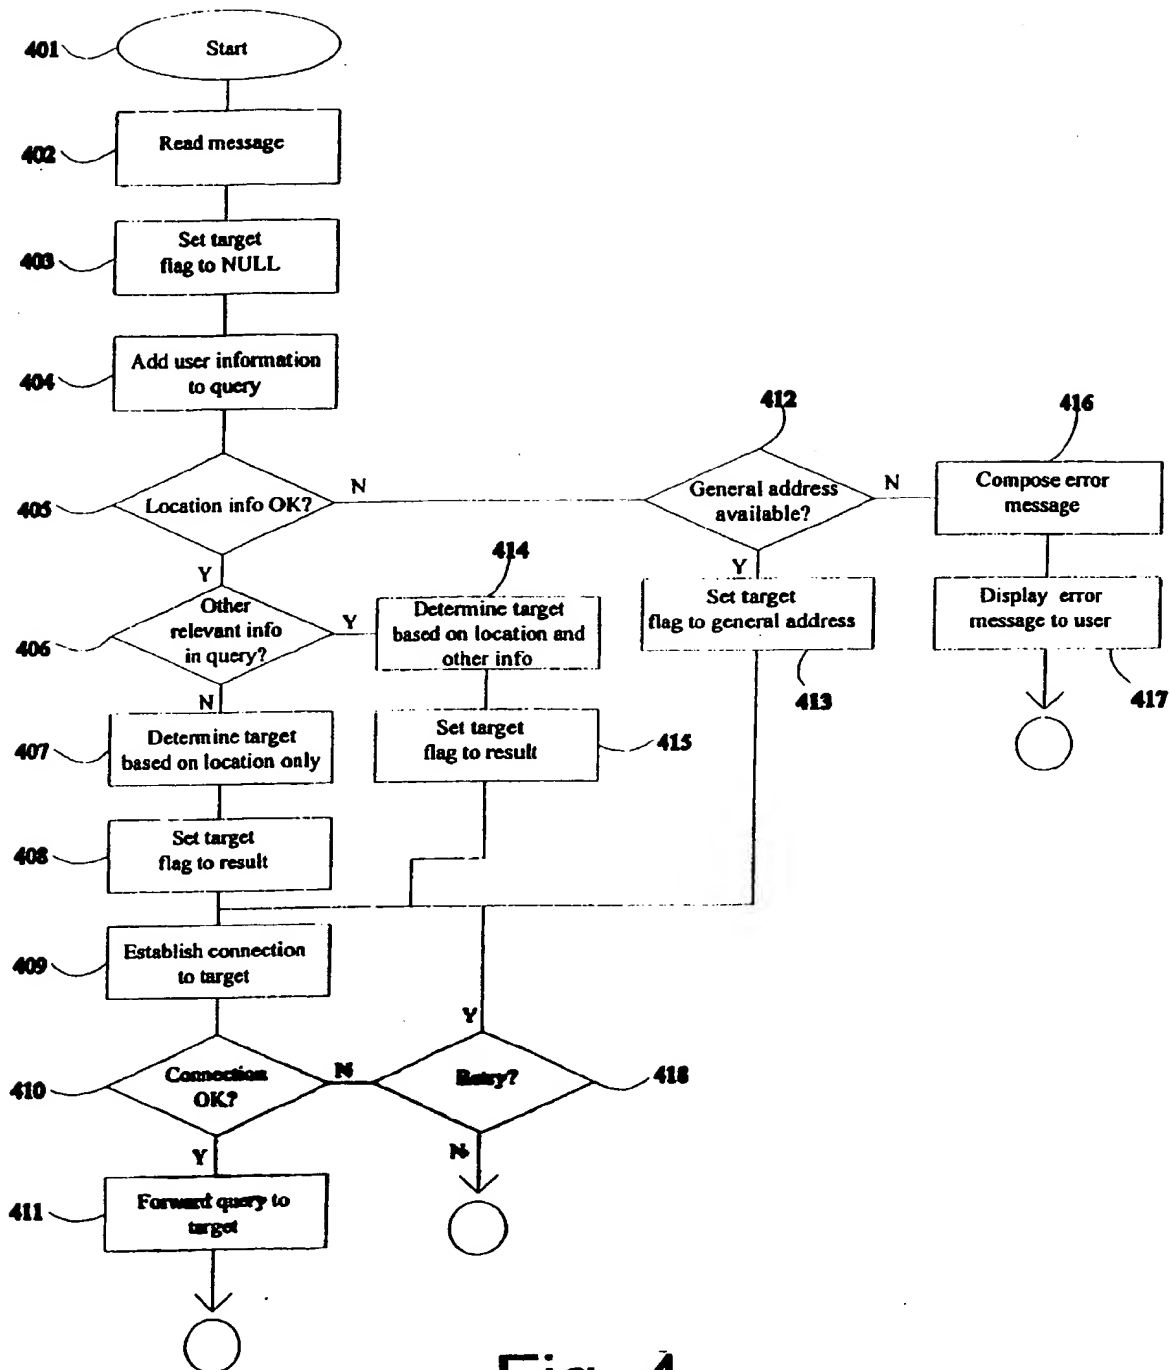 401
Start
402
Read message
403
Set target
flag to NULL
404
Add user information
to query
405
Location info OK?
N
Y
412
General address
available?
N
Y
416
Compose error
message
Display error
message to user
417
Set target
flag to general address
413
406
Other
relevant info
in query?
Y
N
414
Determine target
based on location and
other info
Set target
flag to result
415
407
Determine target
based on location only
408
Set target
flag to result
409
Establish connection
to target
410
Connection
OK?
N
Y
Retry?
418
Y
N
411
Forward query to
target
Fig. 4